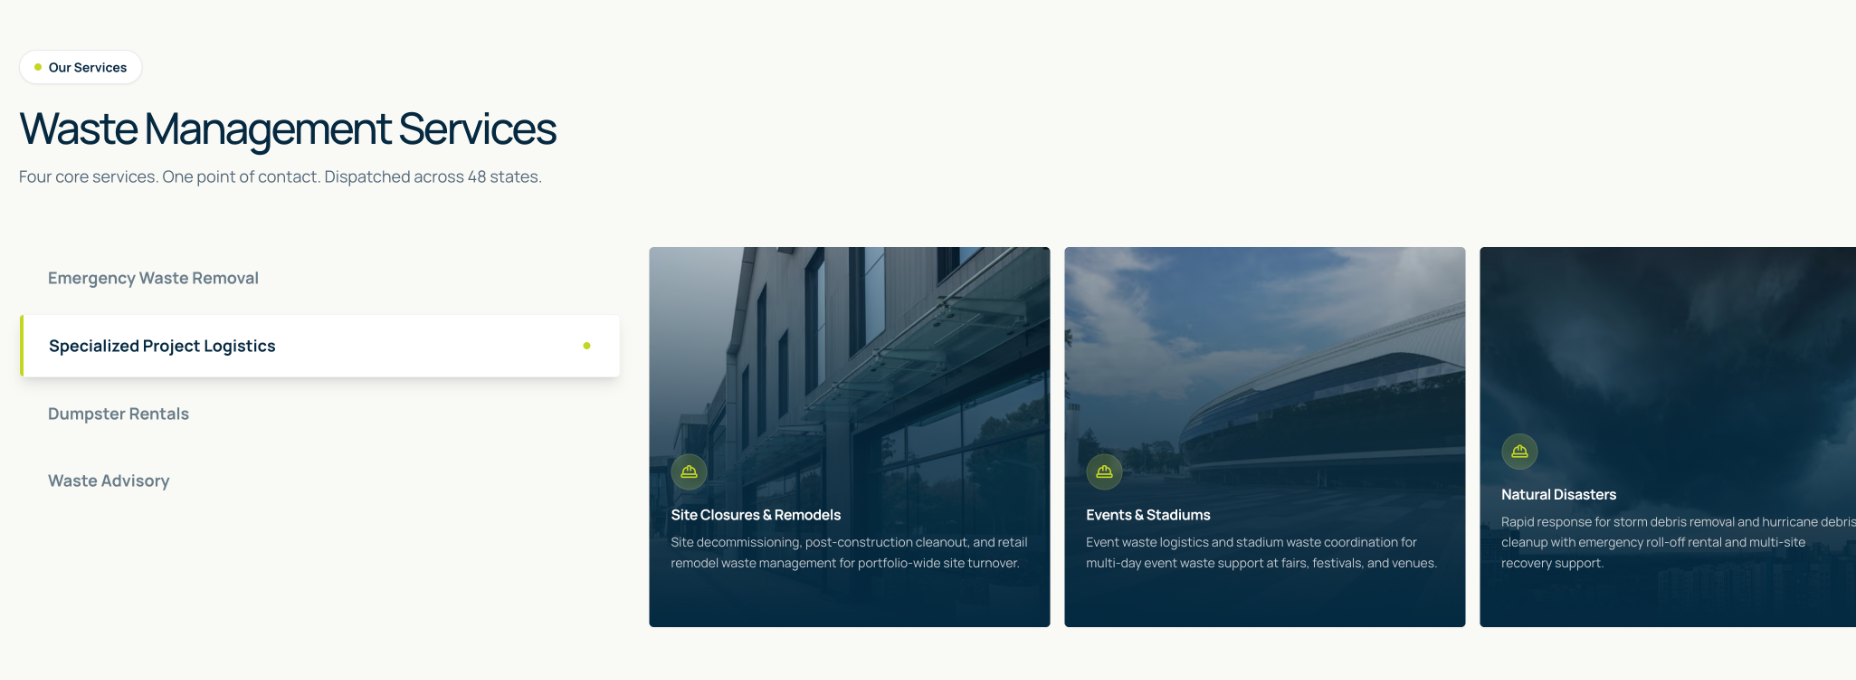 Our Services
Waste Management Services
Four core services. One point of contact. Dispatched across 48 states.
Emergency Waste Removal
Specialized Project Logistics
Dumpster Rentals
Waste Advisory
Site Closures & Remodels
Site decommissioning, post-construction cleanout, and retail
remodel waste management for portfolio-wide site turnover.
Events & Stadiums
Event waste logistics and stadium waste coordination for
multi-day event waste support at fairs, festivals, and venues.
Natural Disasters
Rapid response for storm debris removal and hurricane debris
cleanup with emergency roll-off rental and multi-site
recovery support.